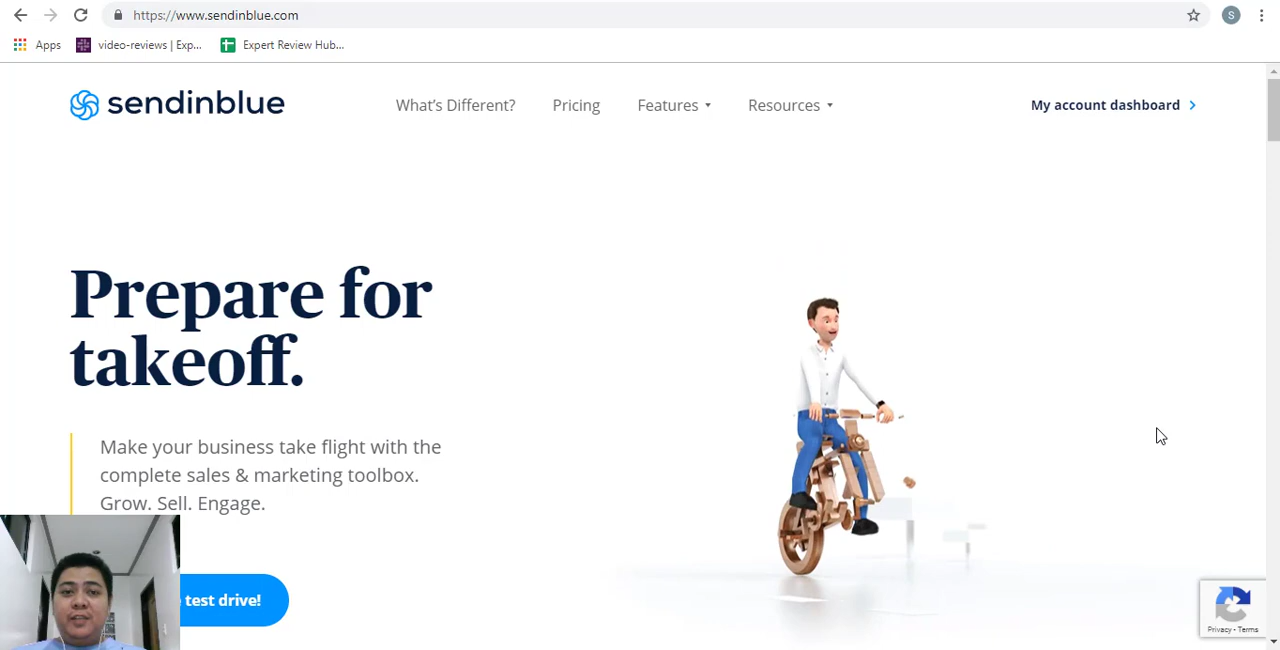 https://www.sendinblue.com
S
Apps
video-reviews | Exp...
Expert Review Hub...
sendinblue
What's Different?
Pricing
Features
Resources
My account dashboard
Prepare for
takeoff.
Make your business take flight with the
complete sales & marketing toolbox.
Grow. Sell. Engage.
test drive!
Privacy - Terms